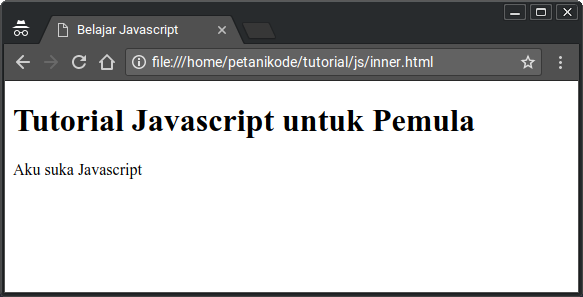 Belajar Javascript
file:///home/petanikode/tutorial/js/inner.html
Tutorial Javascript untuk Pemula
Aku suka Javascript